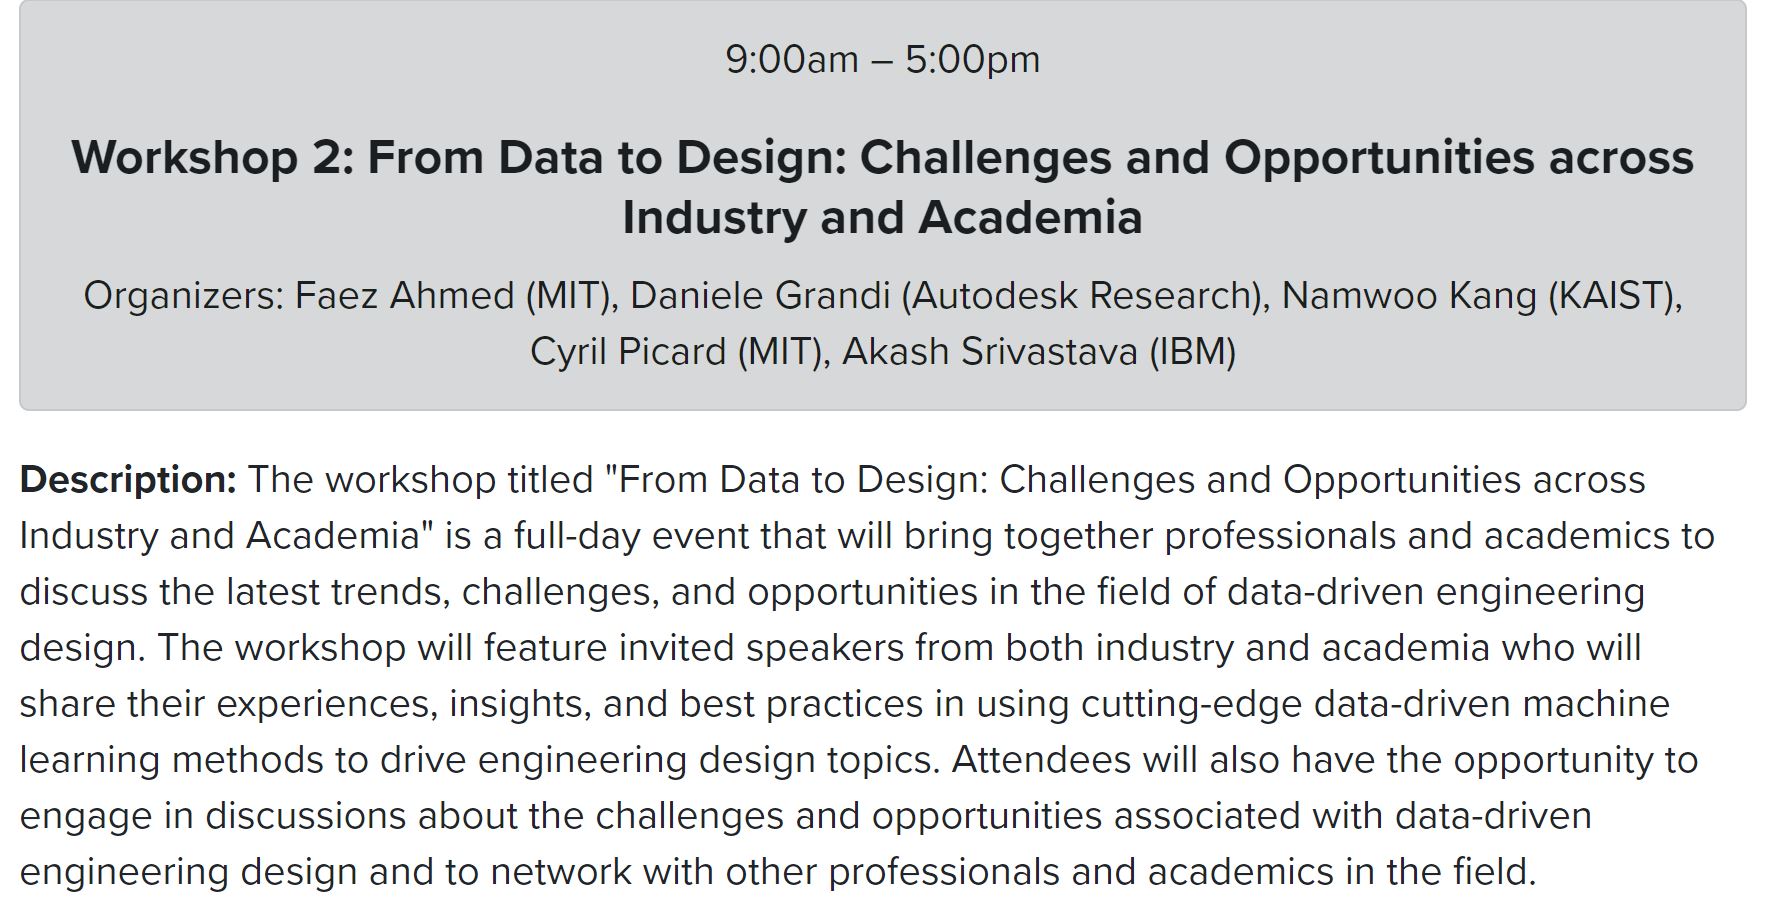 9:00am – 5:00pm
Workshop 2: From Data to Design: Challenges and Opportunities across
Industry and Academia
Organizers: Faez Ahmed (MIT), Daniele Grandi (Autodesk Research), Namwoo Kang (KAIST),
Cyril Picard (MIT), Akash Srivastava (IBM)
Description: The workshop titled "From Data to Design: Challenges and Opportunities across
Industry and Academia" is a full-day event that will bring together professionals and academics to
discuss the latest trends, challenges, and opportunities in the field of data-driven engineering
design. The workshop will feature invited speakers from both industry and academia who will
share their experiences, insights, and best practices in using cutting-edge data-driven machine
learning methods to drive engineering design topics. Attendees will also have the opportunity to
engage in discussions about the challenges and opportunities associated with data-driven
engineering design and to network with other professionals and academics in the field.